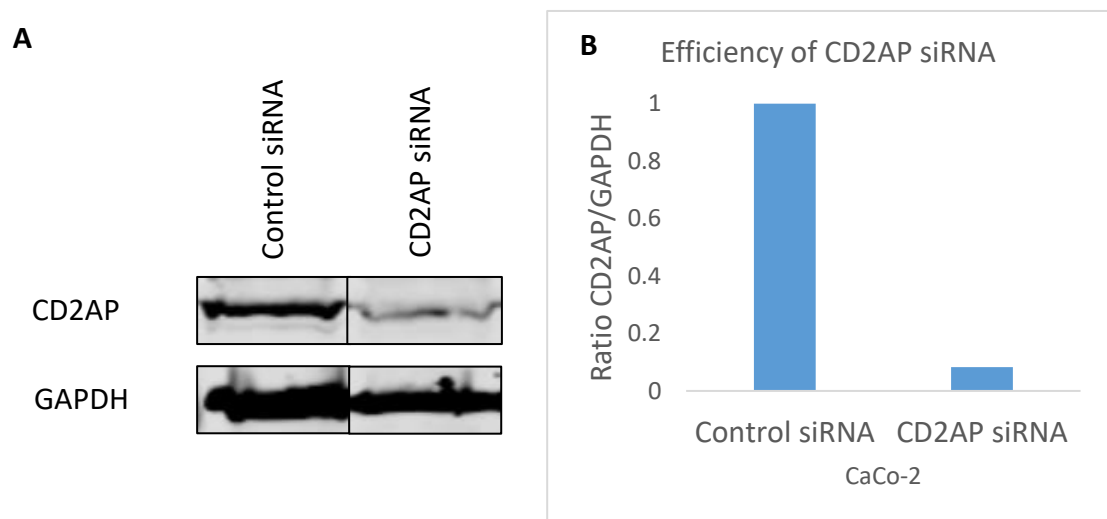 A
Control siRNA
CD2AP siRNA
CD2AP
GAPDH
B
Efficiency of CD2AP siRNA
Ratio CD2AP/GAPDH
1
0.8
0.6
0.4
0.2
0
Control siRNA
CD2AP siRNA
CaCo-2